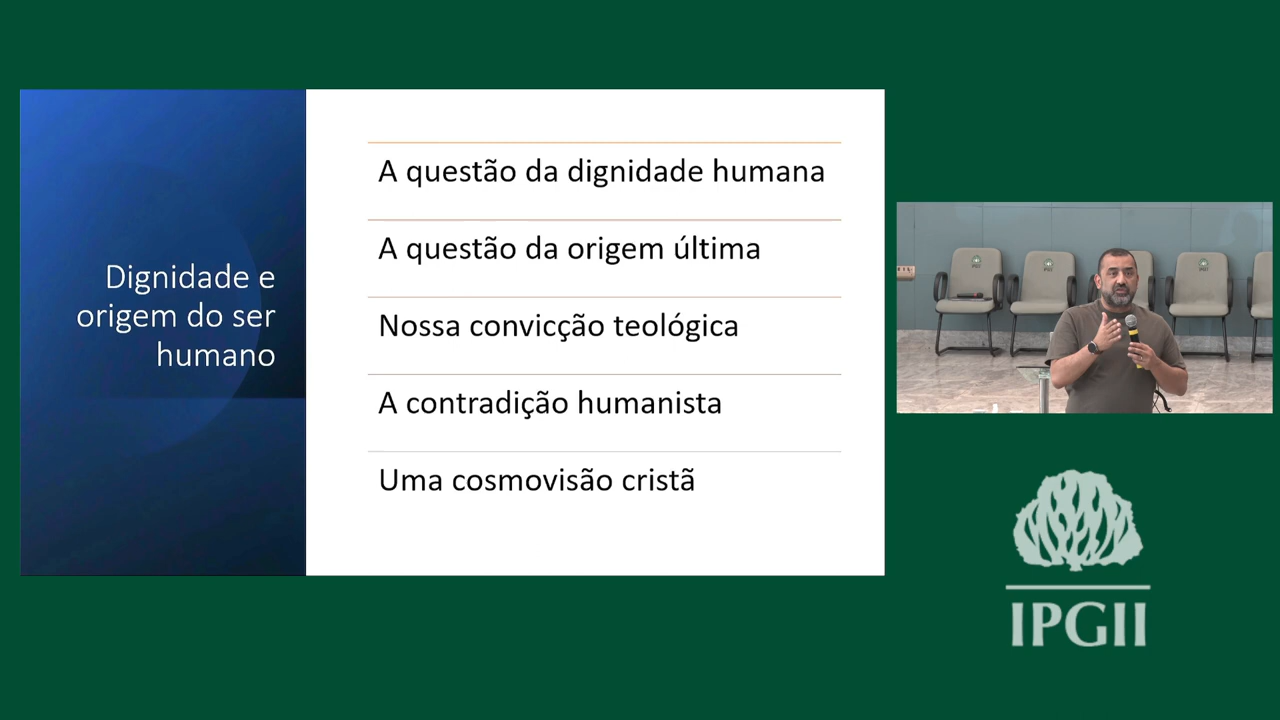 Dignidade e
origem do ser
humano
A questão da dignidade humana
A questão da origem última
Nossa convicção teológica
A contradição humanista
Uma cosmovisão cristã
IPGII